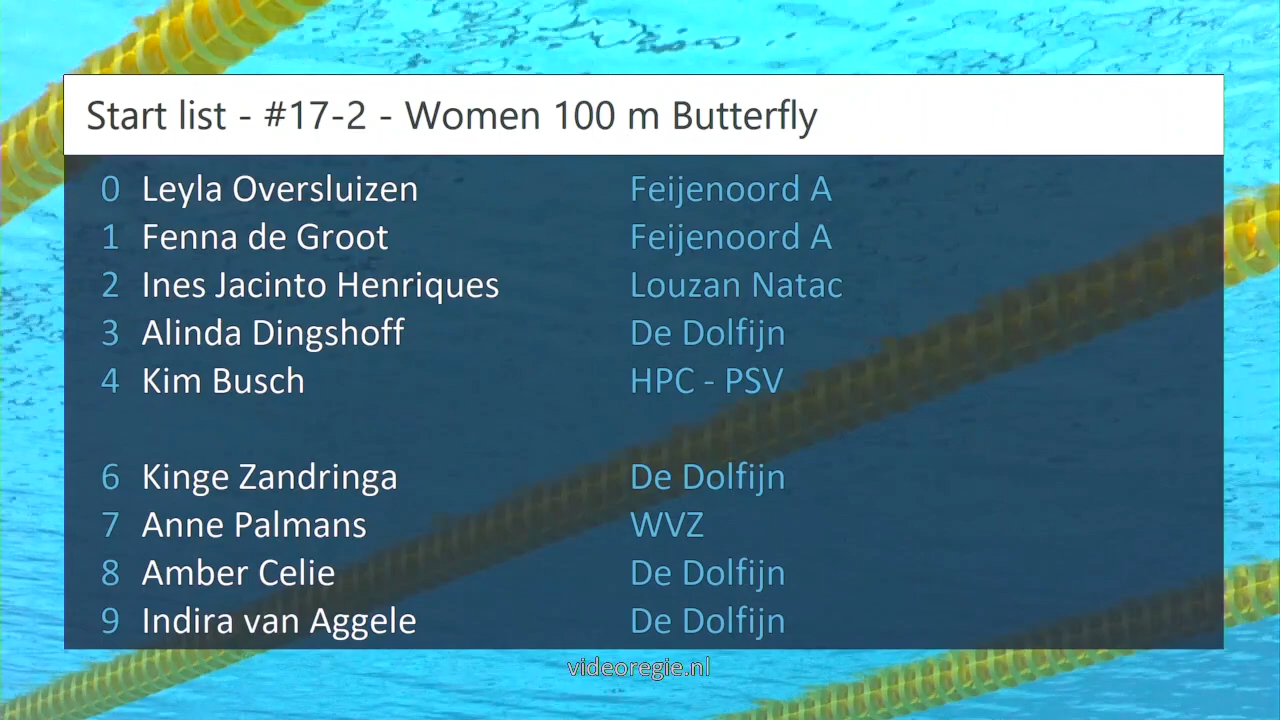 Start list - #17-2 - Women 100 m Butterfly
0 Leyla Oversluizen Feijenoord A
1 Fenna de Groot Feijenoord A
2 Ines Jacinto Henriques Louzan Natac
3 Alinda Dingshoff De Dolfijn
4 Kim Busch HPC - PSV
6 Kinge Zandringa De Dolfijn
7 Anne Palmans WVZ
8 Amber Celie De Dolfijn
9 Indira van Aggele De Dolfijn
videoregie.nl